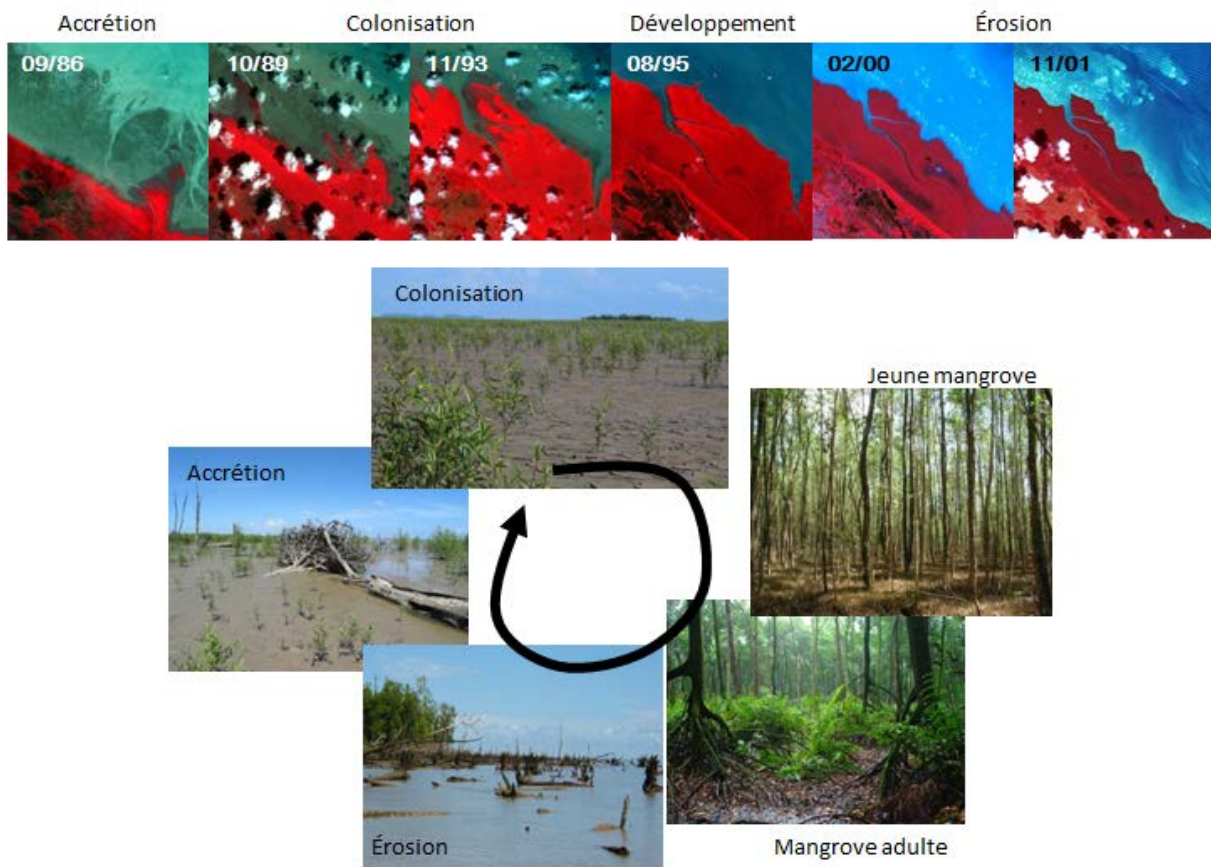 Accrétion Colonisation Développement Érosion
09/86 10/89 11/93 08/95 02/00 11/01
Colonisation
Jeune mangrove
Accrétion
Érosion
Mangrove adulte